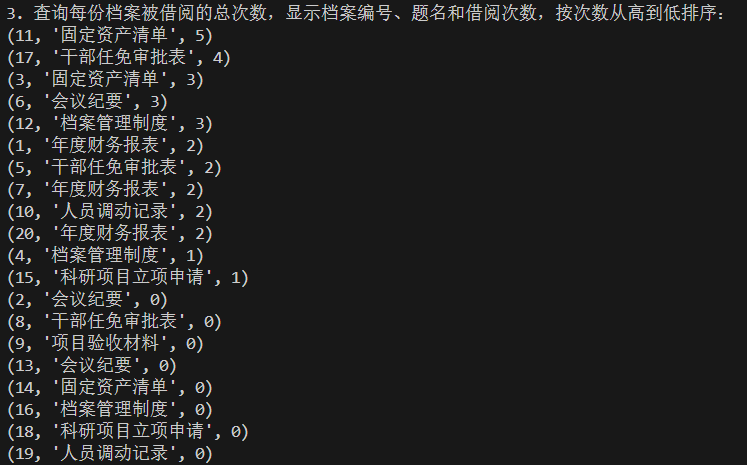 3. 查询每份档案被借阅的总次数，显示档案编号、题名和借阅次数，按次数从高到低排序：
(11, '固定资产清单', 5)
(17, '干部任免审批表', 4)
(3, '固定资产清单', 3)
(6, '会议纪要', 3)
(12, '档案管理制度', 3)
(1, '年度财务报表', 2)
(5, '干部任免审批表', 2)
(7, '年度财务报表', 2)
(10, '人员调动记录', 2)
(20, '年度财务报表', 2)
(4, '档案管理制度', 1)
(15, '科研项目立项申请', 1)
(2, '会议纪要', 0)
(8, '干部任免审批表', 0)
(9, '项目验收材料', 0)
(13, '会议纪要', 0)
(14, '固定资产清单', 0)
(16, '档案管理制度', 0)
(18, '科研项目立项申请', 0)
(19, '人员调动记录', 0)